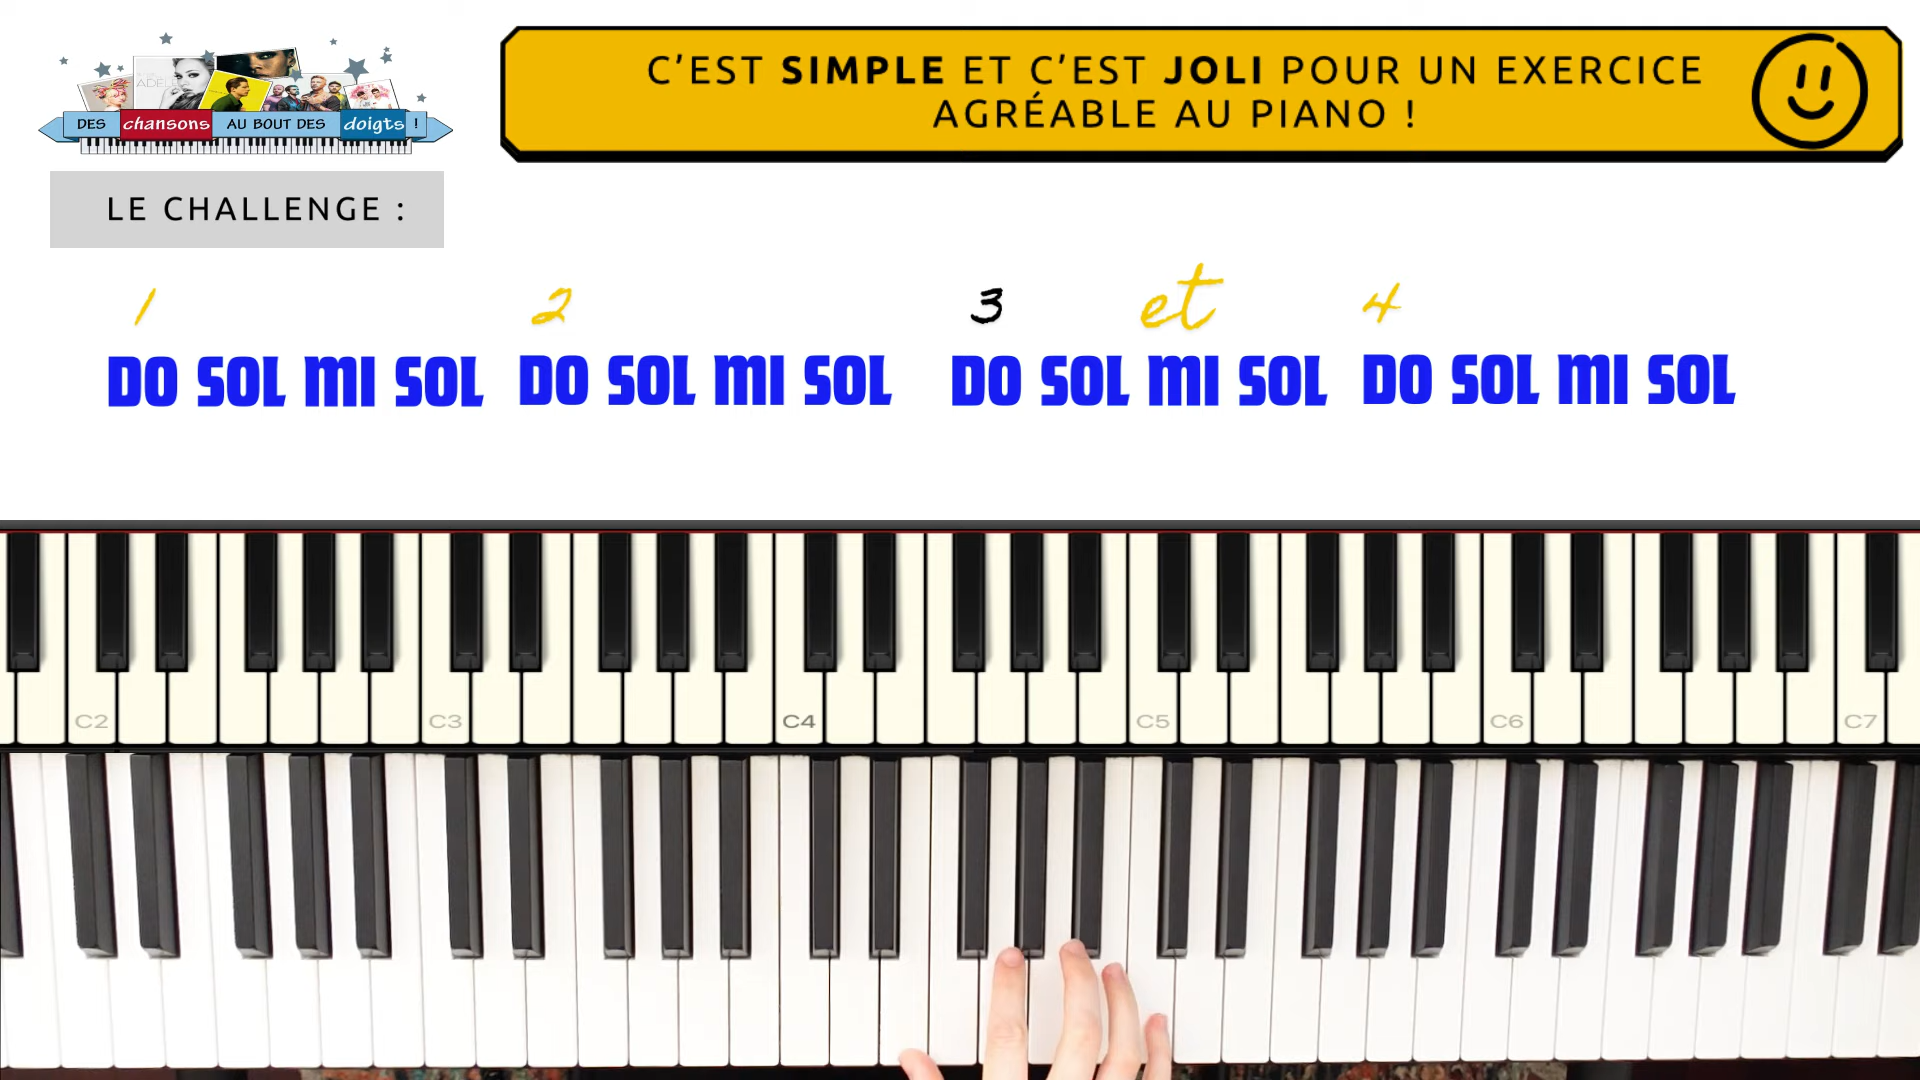 C'EST SIMPLE ET C'EST JOLI POUR UN EXERCICE
AGRÉABLE AU PIANO !
ADELE
DES chansons AU BOUT DES doigts !
LE CHALLENGE :
1 2 3 et 4
DO SOL MI SOL DO SOL MI SOL DO SOL MI SOL DO SOL MI SOL
C2 C3 C4 C5 C6 C7